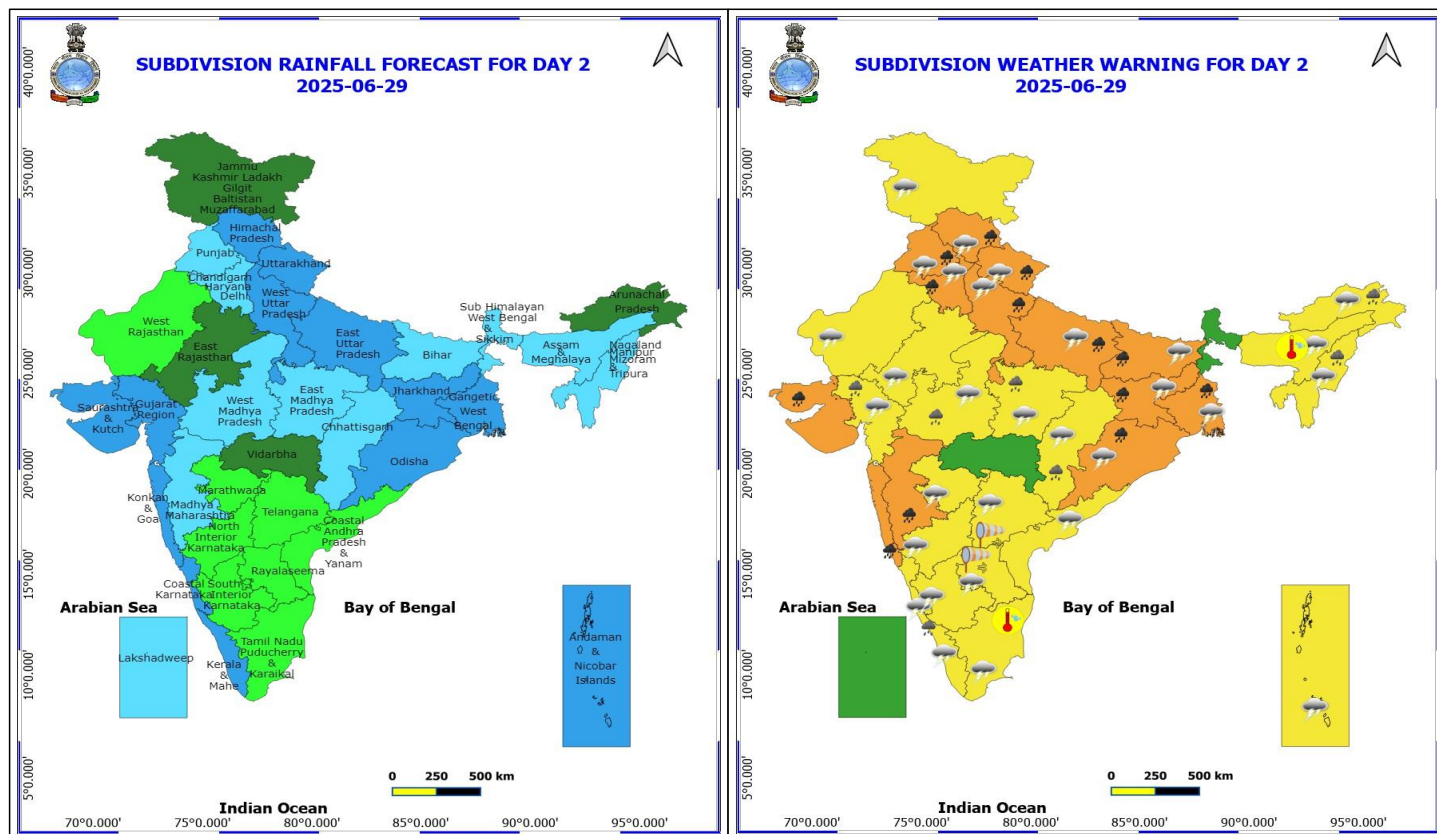 SUBDIVISION RAINFALL FORECAST FOR DAY 2
2025-06-29
40°0.000'
35°0.000'
30°0.000'
25°0.000'
20°0.000'
15°0.000'
10°0.000'
5°0.000'
Jammu
Kashmir Ladakh
Gilgit
Baltistan
Muzaffarabad
Himachal
Pradesh
Punjab
Uttarakhand
Chandigarh
Haryana
Delhi
West
Uttar
Pradesh
West
Rajasthan
East
Rajasthan
East
Uttar
Pradesh
Bihar
Sub Himalayan
West Bengal
&
Sikkim
Arunachal
Pradesh
Assam
&
Meghalaya
Nagaland
Manipur
Mizoram
&
Tripura
Saurashtra
&
Kutch
Gujarat
Region
West
Madhya
Pradesh
East
Madhya
Pradesh
Jharkhand
Gangetic
West
Bengal
Chhattisgarh
Odisha
Vidarbha
Konkan
&
Goa
Madhya
Maharashtra
Marathwada
Telangana
North
Interior
Karnataka
Coastal
Andhra
Pradesh
&
Yanam
Rayalaseema
Coastal
Karnataka
South
Interior
Karnataka
Arabian Sea
Bay of Bengal
Lakshadweep
Kerala
&
Mahe
Tamil Nadu
Puducherry
&
Karaikal
Andaman
&
Nicobar
Islands
0 250 500 km
Indian Ocean
70°0.000' 75°0.000' 80°0.000' 85°0.000' 90°0.000' 95°0.000'
SUBDIVISION WEATHER WARNING FOR DAY 2
2025-06-29
40°0.000'
35°0.000'
30°0.000'
25°0.000'
20°0.000'
15°0.000'
10°0.000'
5°0.000'
Arabian Sea
Bay of Bengal
0 250 500 km
Indian Ocean
70°0.000' 75°0.000' 80°0.000' 85°0.000' 90°0.000' 95°0.000'